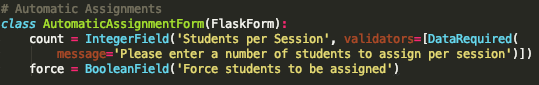 # Automatic Assignments
class AutomaticAssignmentForm(FlaskForm):
    count = IntegerField('Students per Session', validators=[DataRequired(
        message='Please enter a number of students to assign per session')])
    force = BooleanField('Force students to be assigned')